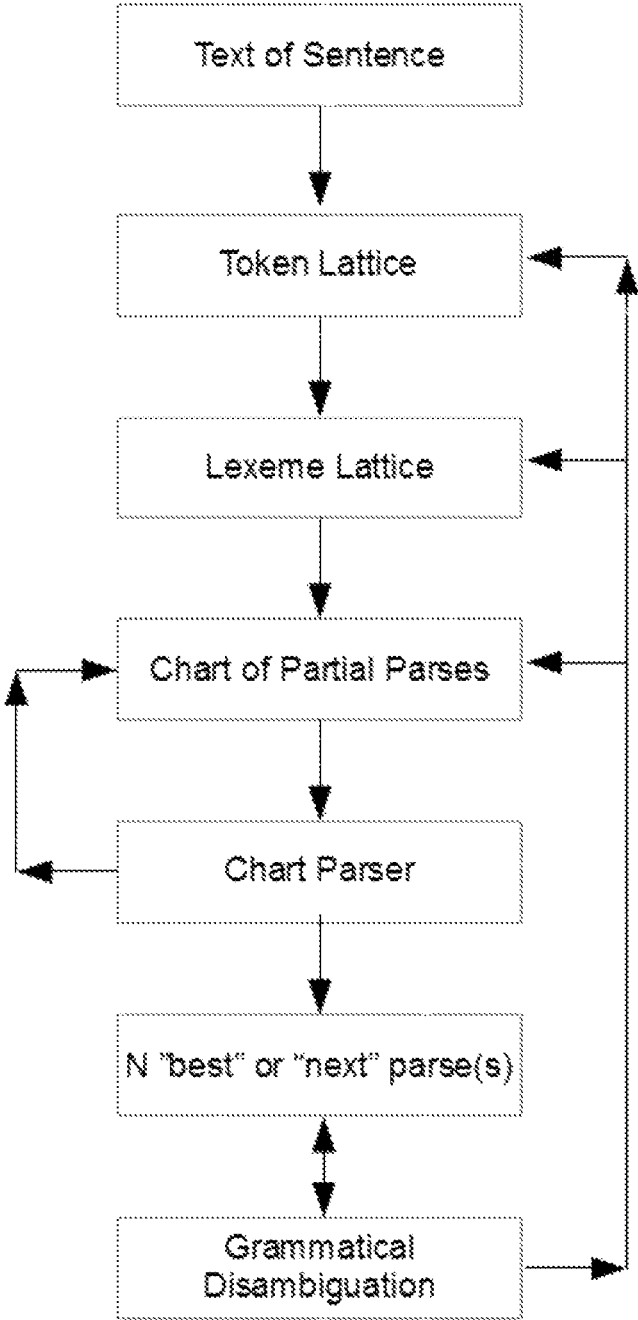 Text of Sentence
Token Lattice
Lexeme Lattice
Chart of Partial Parses
Chart Parser
N "best" or "next" parse(s)
Grammatical
Disambiguation